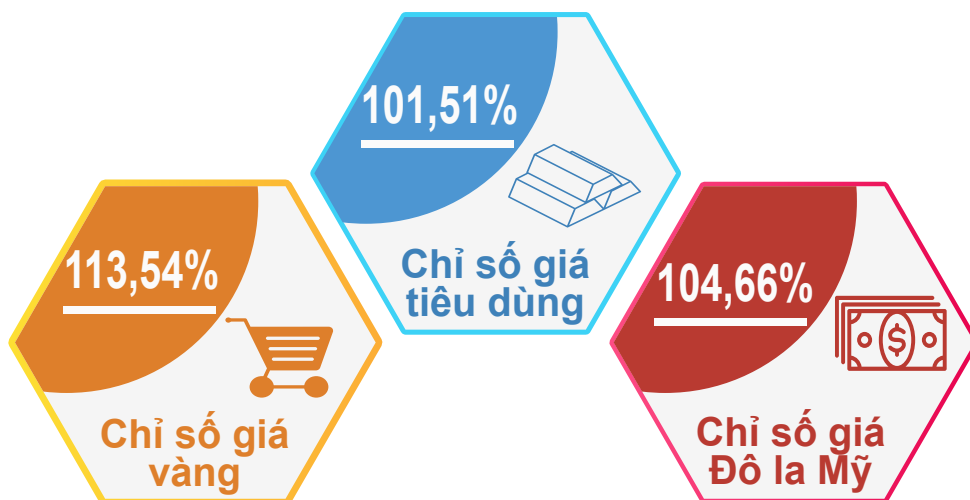 113,54%
Chỉ số giá
vàng
101,51%
Chỉ số giá
tiêu dùng
104,66%
$
Chỉ số giá
Đô la Mỹ